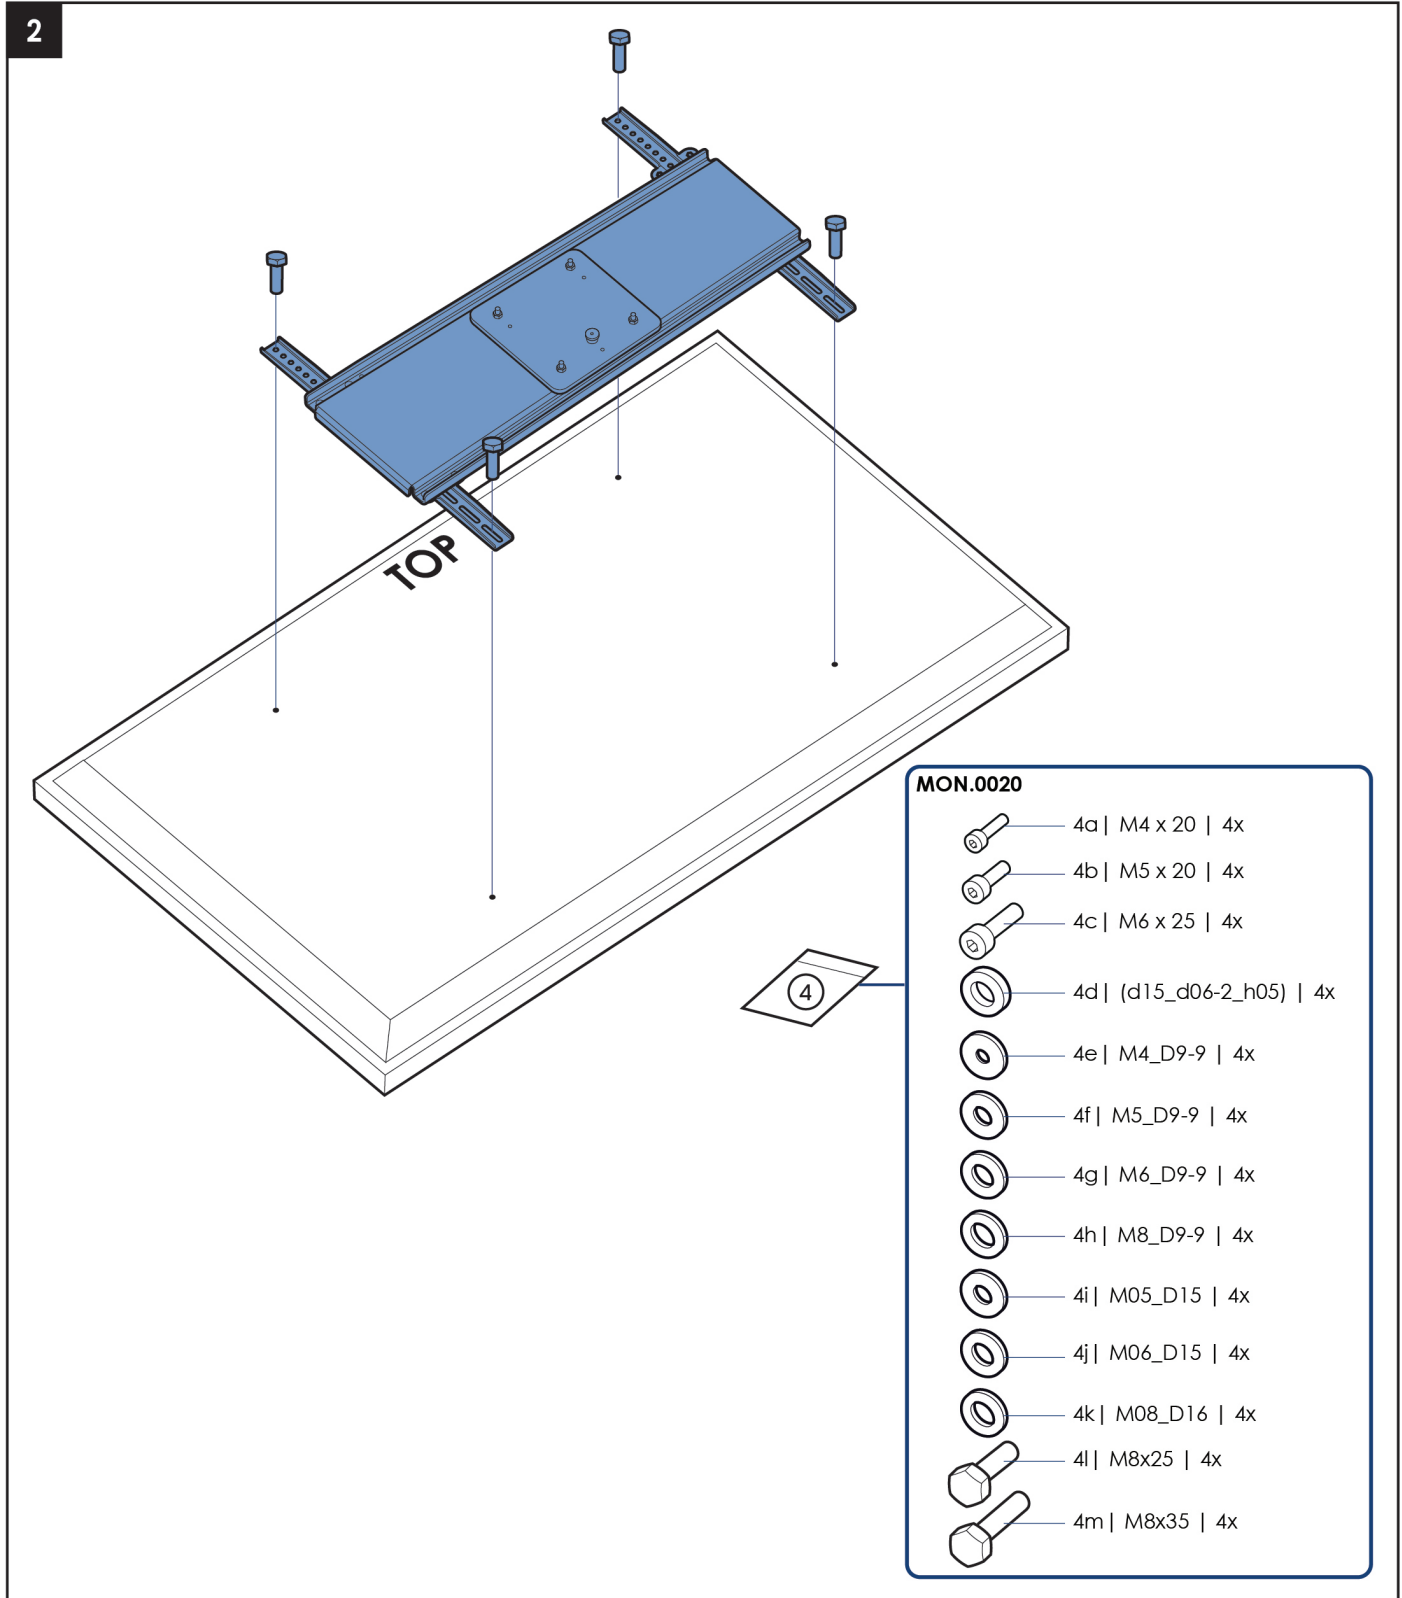 2
TOP
MON.0020
4a| M4 x 20 | 4x
4b| M5 x 20 | 4x
4c| M6 x 25 | 4x
4
4d| (d15_d06-2_h05) | 4x
4e| M4_D9-9 | 4x
4f| M5_D9-9 | 4x
4g| M6_D9-9 | 4x
4h| M8_D9-9 | 4x
4i| M05_D15 | 4x
4j| M06_D15 | 4x
4k| M08_D16 | 4x
4l| M8x25 | 4x
4m| M8x35 | 4x